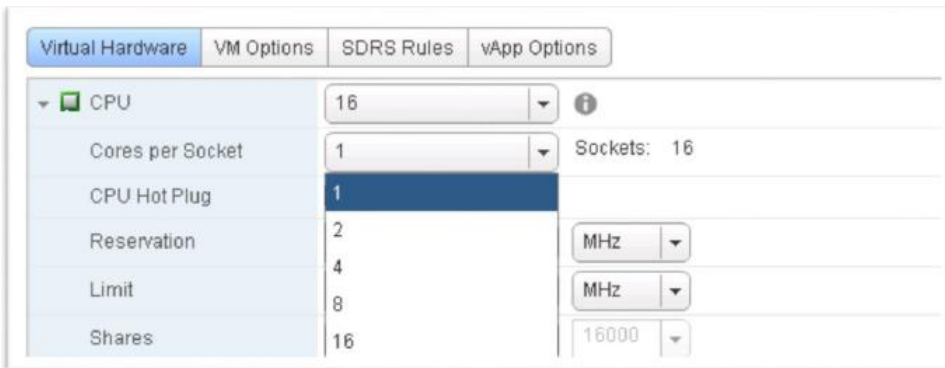 Virtual Hardware VM Options SDRS Rules vApp Options
CPU 16
Cores per Socket 1 Sockets: 16
CPU Hot Plug 1
2
Reservation MHz
4
Limit MHz
8
Shares 16 16000